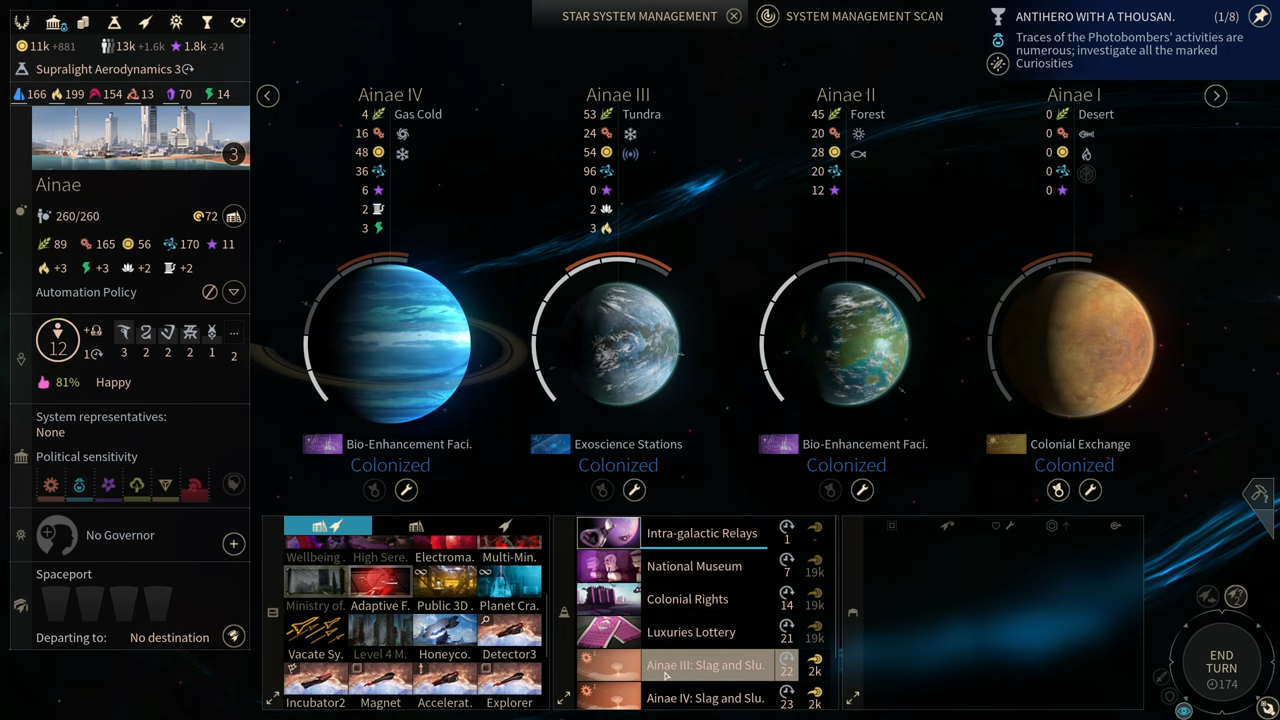 STAR SYSTEM MANAGEMENT
SYSTEM MANAGEMENT SCAN
ANTIHERO WITH A THOUSAN. (1/8)
Traces of the Photobombers' activities are
numerous; investigate all the marked
Curiosities
11k +881 13k +1.6k 1.8k -24
Supralight Aerodynamics 3
166 199 154 13 70 14
3
Ainae
260/260 72
89 165 56 170 11
+3 +3 +2 +2
Automation Policy
12 + 1 3 2 2 2 1 ... 2
81% Happy
System representatives:
None
Political sensitivity
No Governor
Spaceport
Departing to: No destination
Ainae IV
4 Gas Cold
16
48
36
6
2
3
Ainae III
53 Tundra
24
54
96
0
2
3
Ainae II
45 Forest
20
28
20
12
Ainae I
0 Desert
0
0
0
0
Bio-Enhancement Faci.
Colonized
Exoscience Stations
Colonized
Bio-Enhancement Faci.
Colonized
Colonial Exchange
Colonized
Wellbeing . High Sere. Electroma. Multi-Min.
Ministry of. Adaptive F. Public 3D . Planet Cra.
Vacate Sy. Level 4 M. Honeyco. Detector3
Incubator2 Magnet Accelerat. Explorer
Intra-galactic Relays 1 -
National Museum 7 19k
Colonial Rights 14 19k
Luxuries Lottery 21 19k
Ainae III: Slag and Slu. 22 2k
Ainae IV: Slag and Slu. 23 2k
END
TURN
174